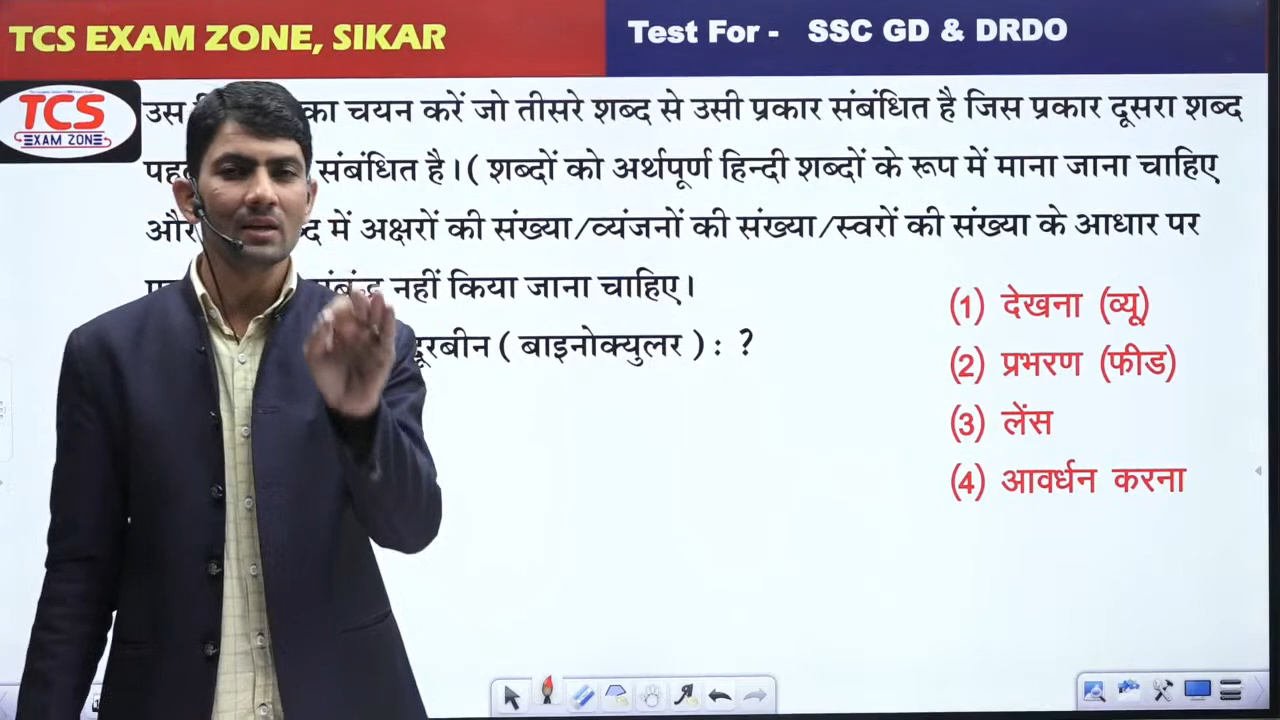 TCS EXAM ZONE, SIKAR
Test For - SSC GD & DRDO
TCS
EXAM ZONE
उस का चयन करें जो तीसरे शब्द से उसी प्रकार संबंधित है जिस प्रकार दूसरा शब्द
संबंधित है। ( शब्दों को अर्थपूर्ण हिन्दी शब्दों के रूप में माना जाना चाहिए
और में अक्षरों की संख्या/व्यंजनों की संख्या/स्वरों की संख्या के आधार पर
नहीं किया जाना चाहिए।
दूरबीन ( बाइनोक्युलर ) : ?
(1) देखना (व्यू)
(2) प्रभरण (फीड)
(3) लेंस
(4) आवर्धन करना